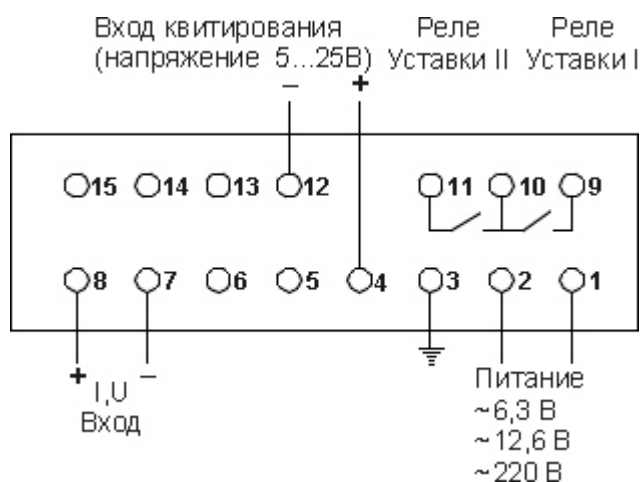 Вход квитирования
(напряжение 5...25В)
Реле
Уставки II
Реле
Уставки I
– +
15 14 13 12 11 10 9
8 7 6 5 4 3 2 1
+ I,U –
Вход
Питание
~6,3 В
~12,6 В
~220 В